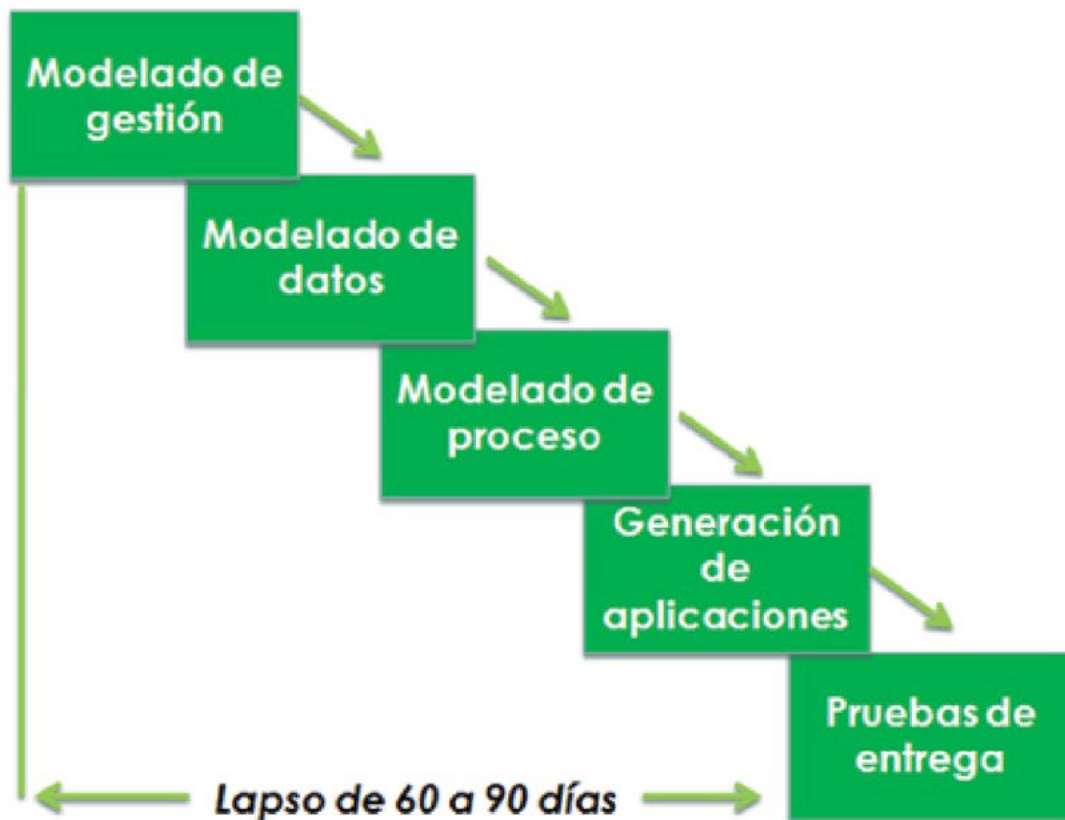 Modelado de
gestión
Modelado de
datos
Modelado de
proceso
Generación
de
aplicaciones
Pruebas de
entrega
Lapso de 60 a 90 días